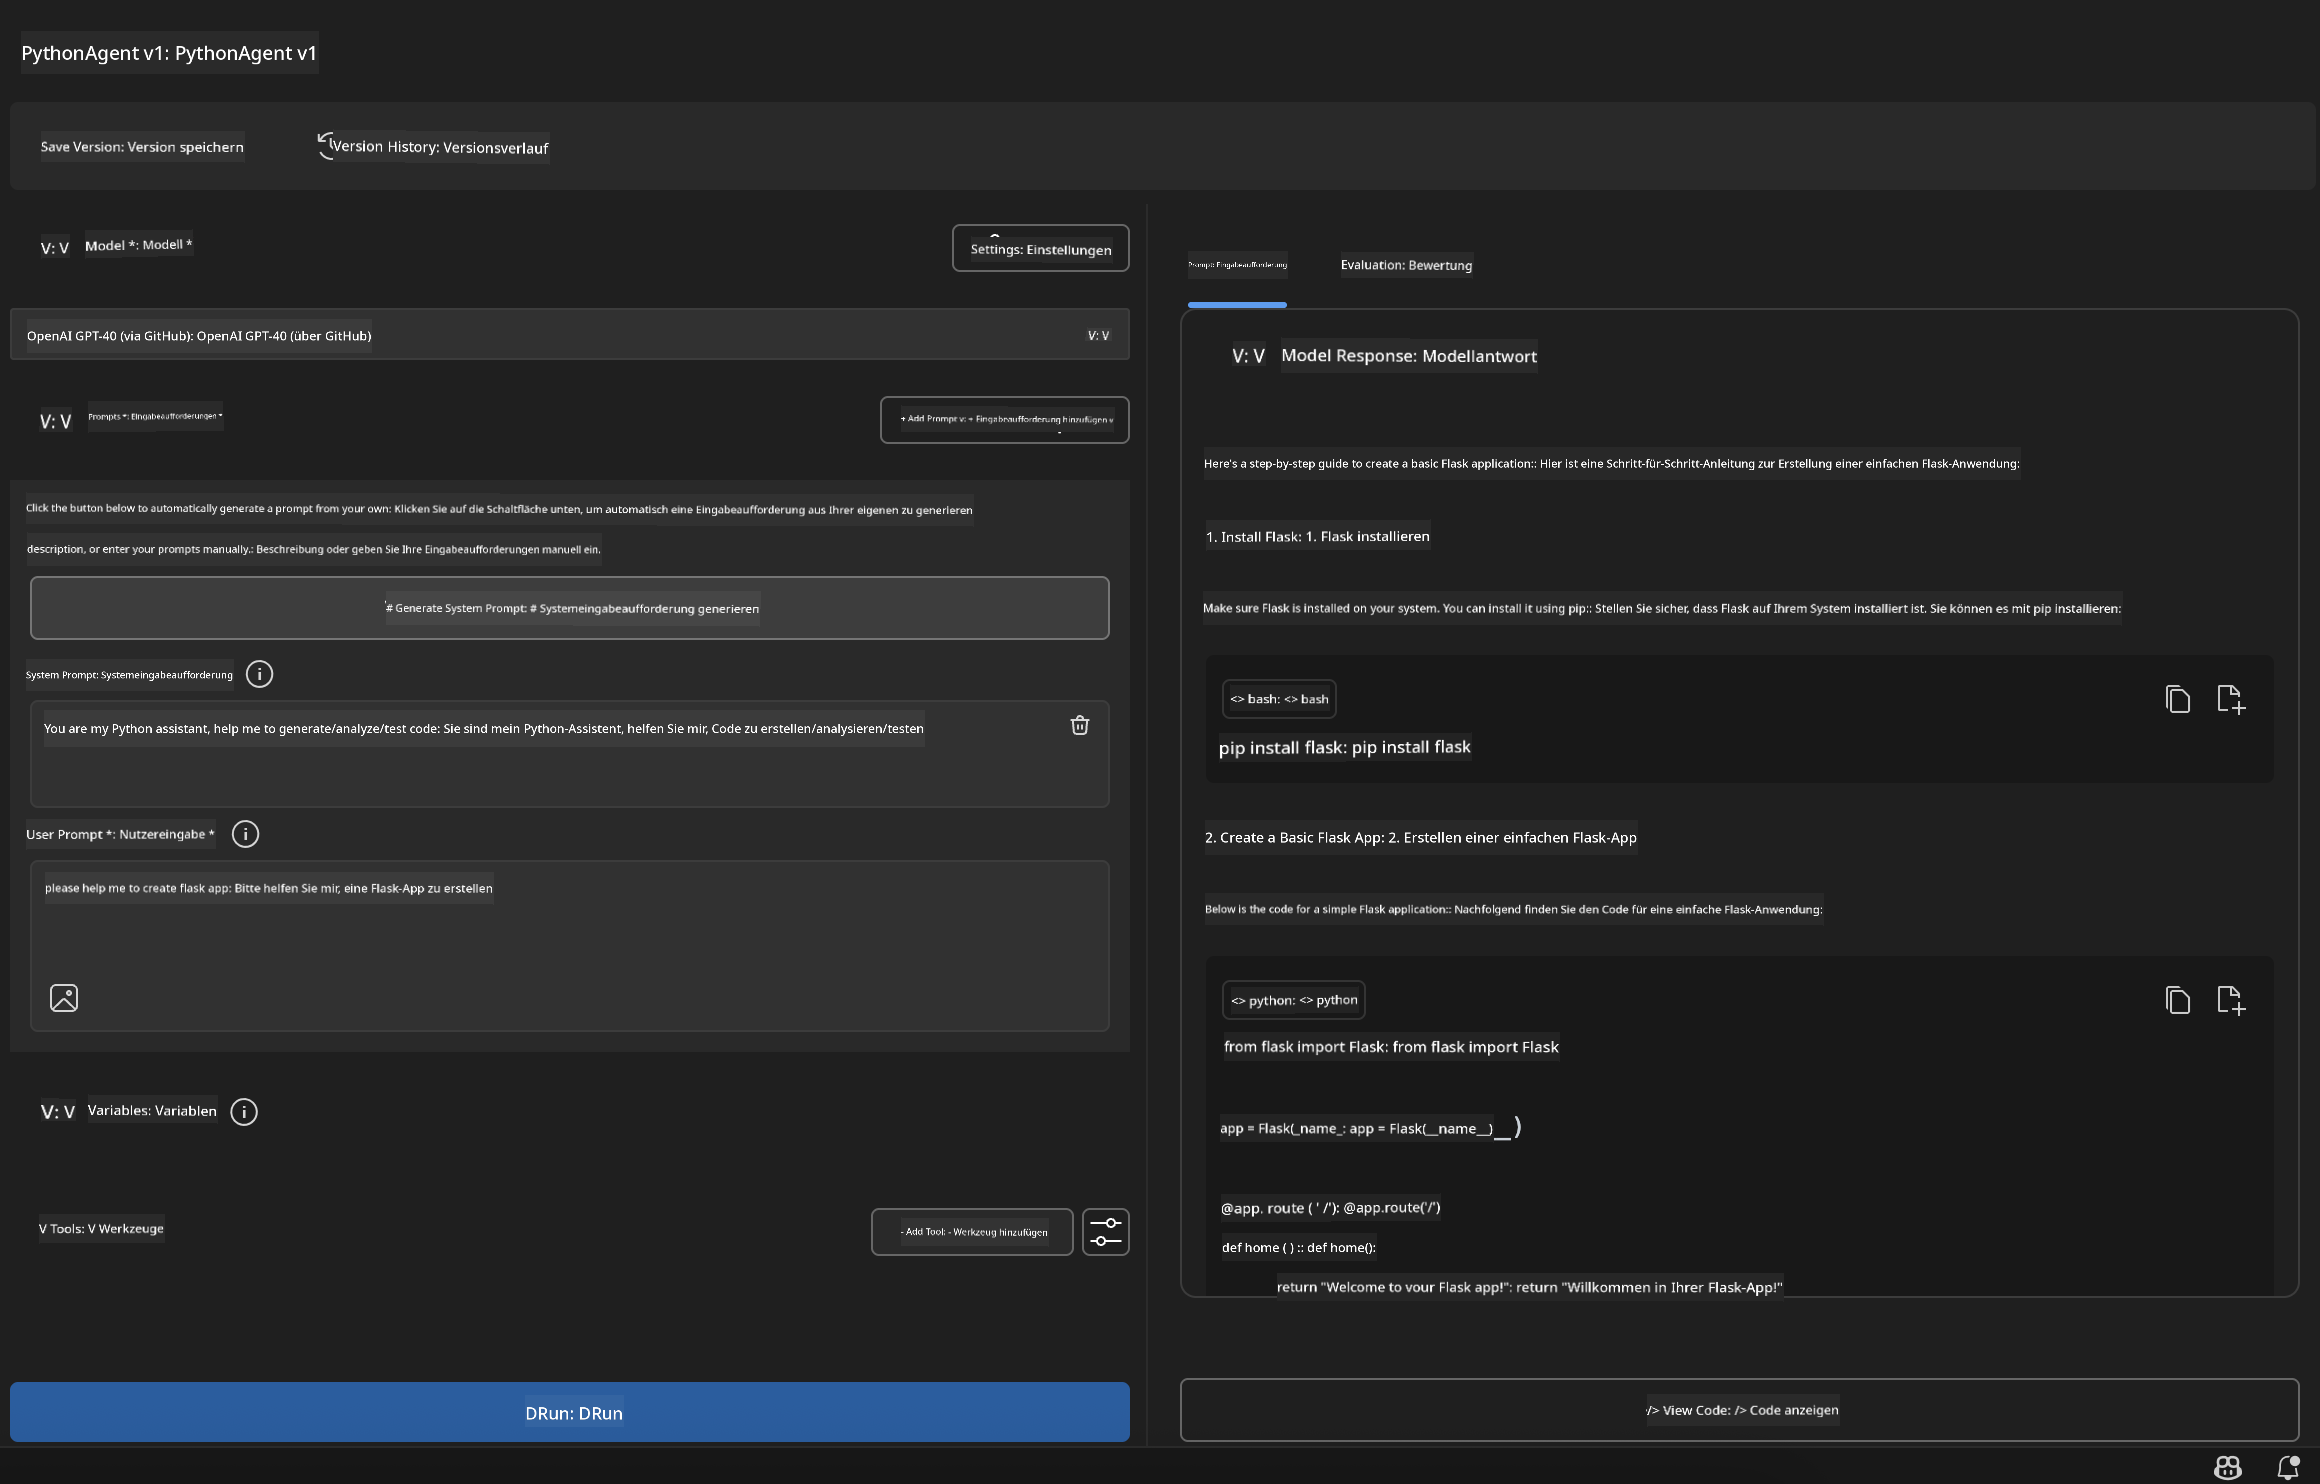 PythonAgent v1: PythonAgent v1
Save Version: Version speichern
Version History: Versionsverlauf
V: V Model *: Modell *
Settings: Einstellungen
OpenAI GPT-40 (via GitHub): OpenAI GPT-40 (über GitHub)
V: V
V: V Prompts *: Eingabeaufforderungen *
+ Add Prompt v: + Eingabeaufforderung hinzufügen v
Click the button below to automatically generate a prompt from your own: Klicken Sie auf die Schaltfläche unten, um automatisch eine Eingabeaufforderung aus Ihrer eigenen zu generieren
description, or enter your prompts manually.: Beschreibung oder geben Sie Ihre Eingabeaufforderungen manuell ein.
# Generate System Prompt: # Systemeingabeaufforderung generieren
System Prompt: Systemeingabeaufforderung
You are my Python assistant, help me to generate/analyze/test code: Sie sind mein Python-Assistent, helfen Sie mir, Code zu erstellen/analysieren/testen
User Prompt *: Nutzereingabe *
please help me to create flask app: Bitte helfen Sie mir, eine Flask-App zu erstellen
V: V Variables: Variablen
V Tools: V Werkzeuge
- Add Tool: - Werkzeug hinzufügen
DRun: DRun
Prompt: Eingabeaufforderung
Evaluation: Bewertung
V: V Model Response: Modellantwort
Here's a step-by-step guide to create a basic Flask application:: Hier ist eine Schritt-für-Schritt-Anleitung zur Erstellung einer einfachen Flask-Anwendung:
1. Install Flask: 1. Flask installieren
Make sure Flask is installed on your system. You can install it using pip:: Stellen Sie sicher, dass Flask auf Ihrem System installiert ist. Sie können es mit pip installieren:
<> bash: <> bash
pip install flask: pip install flask
2. Create a Basic Flask App: 2. Erstellen einer einfachen Flask-App
Below is the code for a simple Flask application:: Nachfolgend finden Sie den Code für eine einfache Flask-Anwendung:
<> python: <> python
from flask import Flask: from flask import Flask
app = Flask(_name_: app = Flask(__name__)_)
@app. route ( ' /'): @app.route('/')
def home ( ) :: def home():
return "Welcome to your Flask app!": return "Willkommen in Ihrer Flask-App!"
/> View Code: /> Code anzeigen